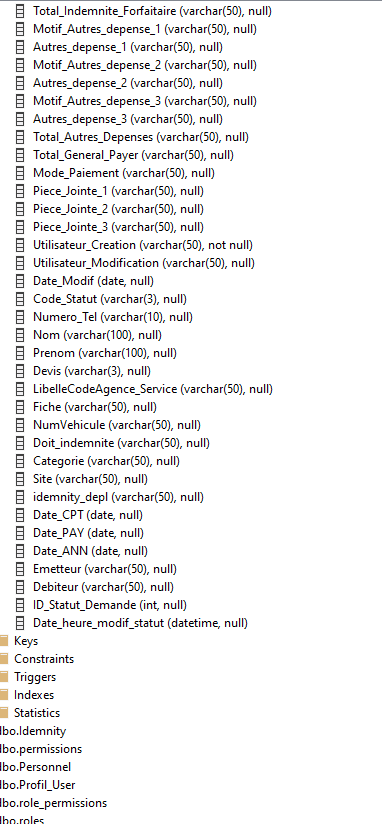 Total_Indemnite_Forfaitaire (varchar(50), null)
Motif_Autres_depense_1 (varchar(50), null)
Autres_depense_1 (varchar(50), null)
Motif_Autres_depense_2 (varchar(50), null)
Autres_depense_2 (varchar(50), null)
Motif_Autres_depense_3 (varchar(50), null)
Autres_depense_3 (varchar(50), null)
Total_Autres_Depenses (varchar(50), null)
Total_General_Payer (varchar(50), null)
Mode_Paiement (varchar(50), null)
Piece_Jointe_1 (varchar(50), null)
Piece_Jointe_2 (varchar(50), null)
Piece_Jointe_3 (varchar(50), null)
Utilisateur_Creation (varchar(50), not null)
Utilisateur_Modification (varchar(50), null)
Date_Modif (date, null)
Code_Statut (varchar(3), null)
Numero_Tel (varchar(10), null)
Nom (varchar(100), null)
Prenom (varchar(100), null)
Devis (varchar(3), null)
LibelleCodeAgence_Service (varchar(50), null)
Fiche (varchar(50), null)
NumVehicule (varchar(50), null)
Doit_indemnite (varchar(50), null)
Categorie (varchar(50), null)
Site (varchar(50), null)
idemnity_depl (varchar(50), null)
Date_CPT (date, null)
Date_PAY (date, null)
Date_ANN (date, null)
Emetteur (varchar(50), null)
Debiteur (varchar(50), null)
ID_Statut_Demande (int, null)
Date_heure_modif_statut (datetime, null)
Keys
Constraints
Triggers
Indexes
Statistics
lbo.Idemnity
lbo.permissions
lbo.Personnel
lbo.Profil_User
lbo.role_permissions
lbo.roles